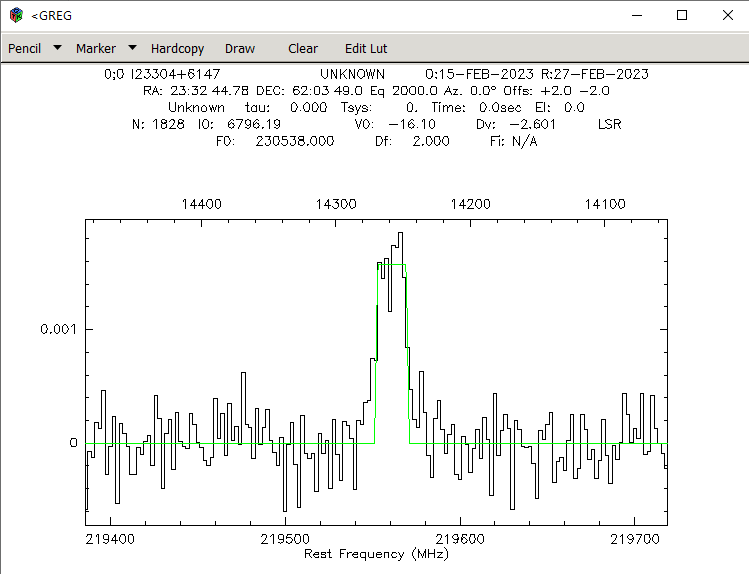 <GREG
Pencil Marker Hardcopy Draw Clear Edit Lut
0;0 I23304+6147 UNKNOWN O:15-FEB-2023 R:27-FEB-2023
RA: 23:32 44.78 DEC: 62:03 49.0 Eq 2000.0 Az. 0.0° Offs: +2.0 -2.0
Unknown tau: 0.000 Tsys: 0. Time: 0.0sec El: 0.0
N: 1828 I0: 6796.19 V0: -16.10 Dv: -2.601 LSR
F0: 230538.000 Df: 2.000 Fi: N/A
14400 14300 14200 14100
0.001
0
219400 219500 219600 219700
Rest Frequency (MHz)